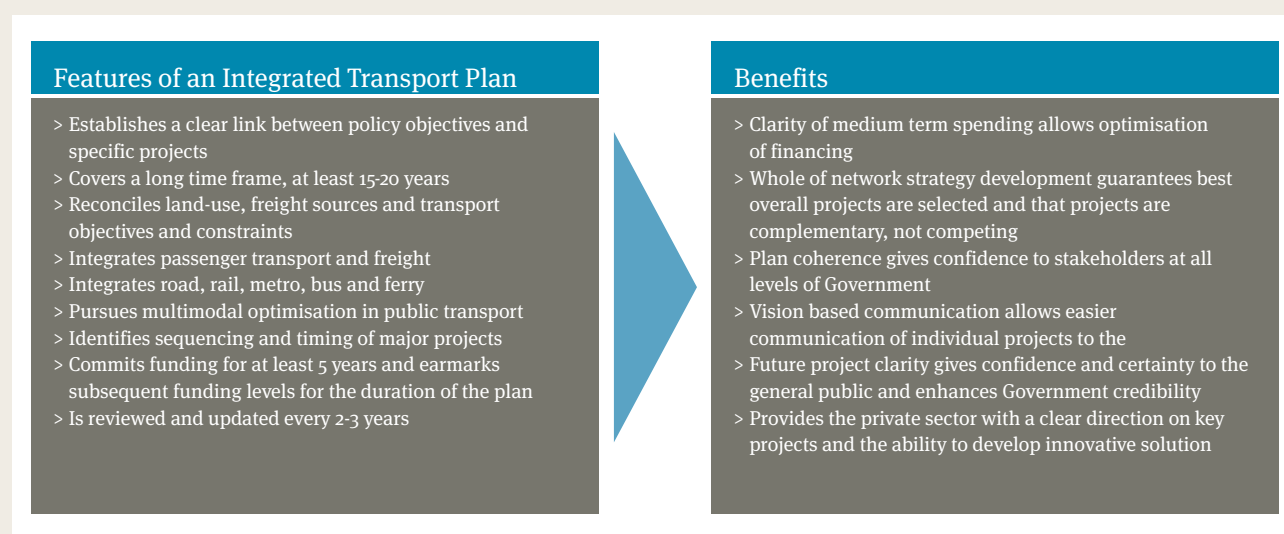 Features of an Integrated Transport Plan
> Establishes a clear link between policy objectives and
specific projects
> Covers a long time frame, at least 15-20 years
> Reconciles land-use, freight sources and transport
objectives and constraints
> Integrates passenger transport and freight
> Integrates road, rail, metro, bus and ferry
> Pursues multimodal optimisation in public transport
> Identifies sequencing and timing of major projects
> Commits funding for at least 5 years and earmarks
subsequent funding levels for the duration of the plan
> Is reviewed and updated every 2-3 years
Benefits
> Clarity of medium term spending allows optimisation
of financing
> Whole of network strategy development guarantees best
overall projects are selected and that projects are
complementary, not competing
> Plan coherence gives confidence to stakeholders at all
levels of Government
> Vision based communication allows easier
communication of individual projects to the
> Future project clarity gives confidence and certainty to the
general public and enhances Government credibility
> Provides the private sector with a clear direction on key
projects and the ability to develop innovative solution